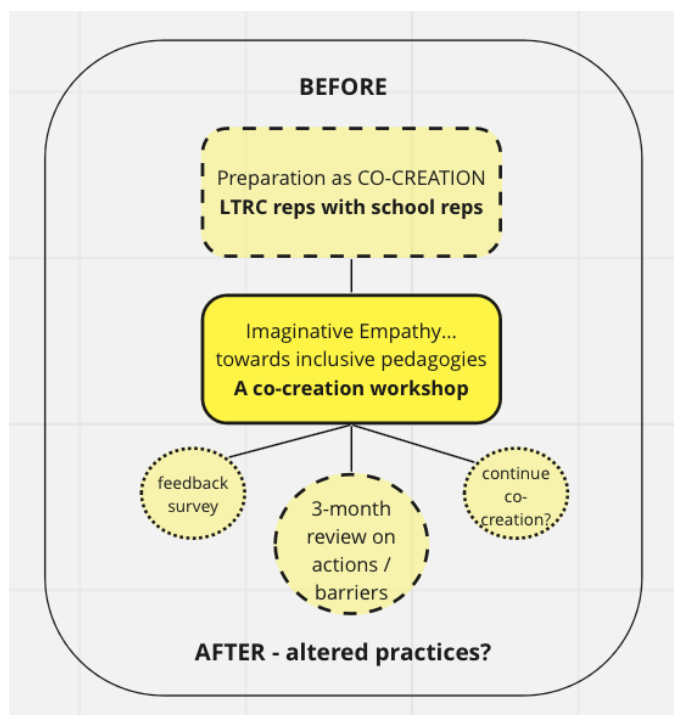 BEFORE
Preparation as CO-CREATION
LTRC reps with school reps
Imaginative Empathy...
towards inclusive pedagogies
A co-creation workshop
feedback
survey
3-month
review on
actions /
barriers
continue
co-
creation?
AFTER - altered practices?